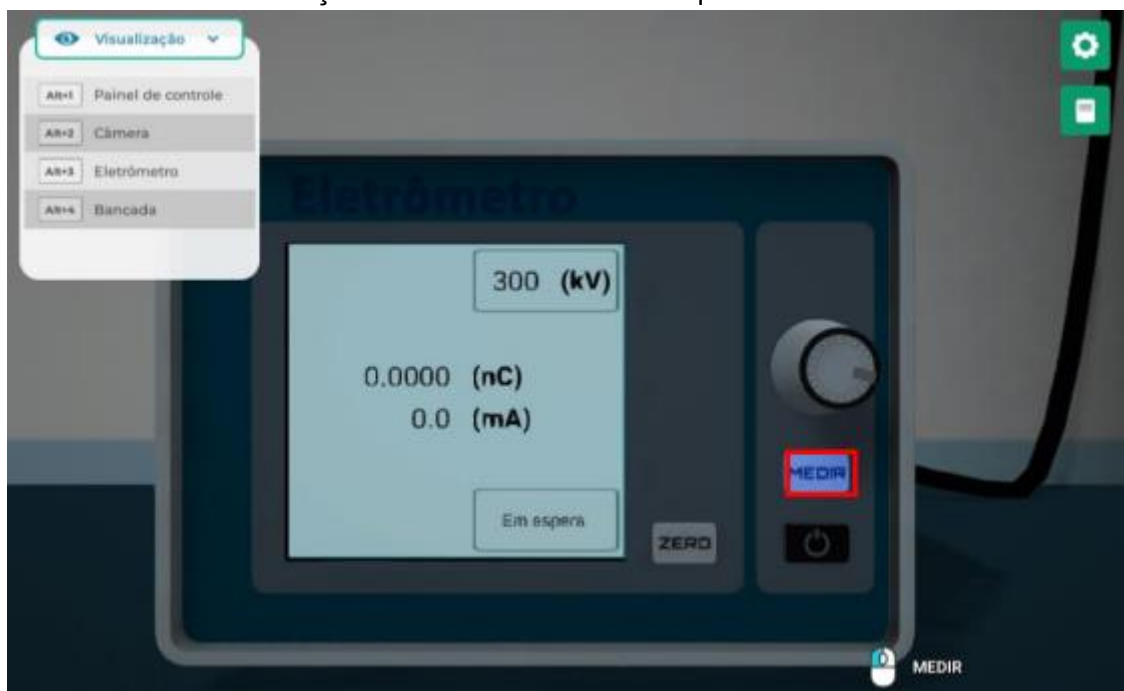 Visualização
Alt+1 Painel de controle
Alt+2 Câmera
Alt+3 Eletrômetro
Alt+4 Bancada
Eletrômetro
300 (kV)
0.0000 (nC)
0.0 (mA)
MEDIR
Em espera
ZERO
MEDIR